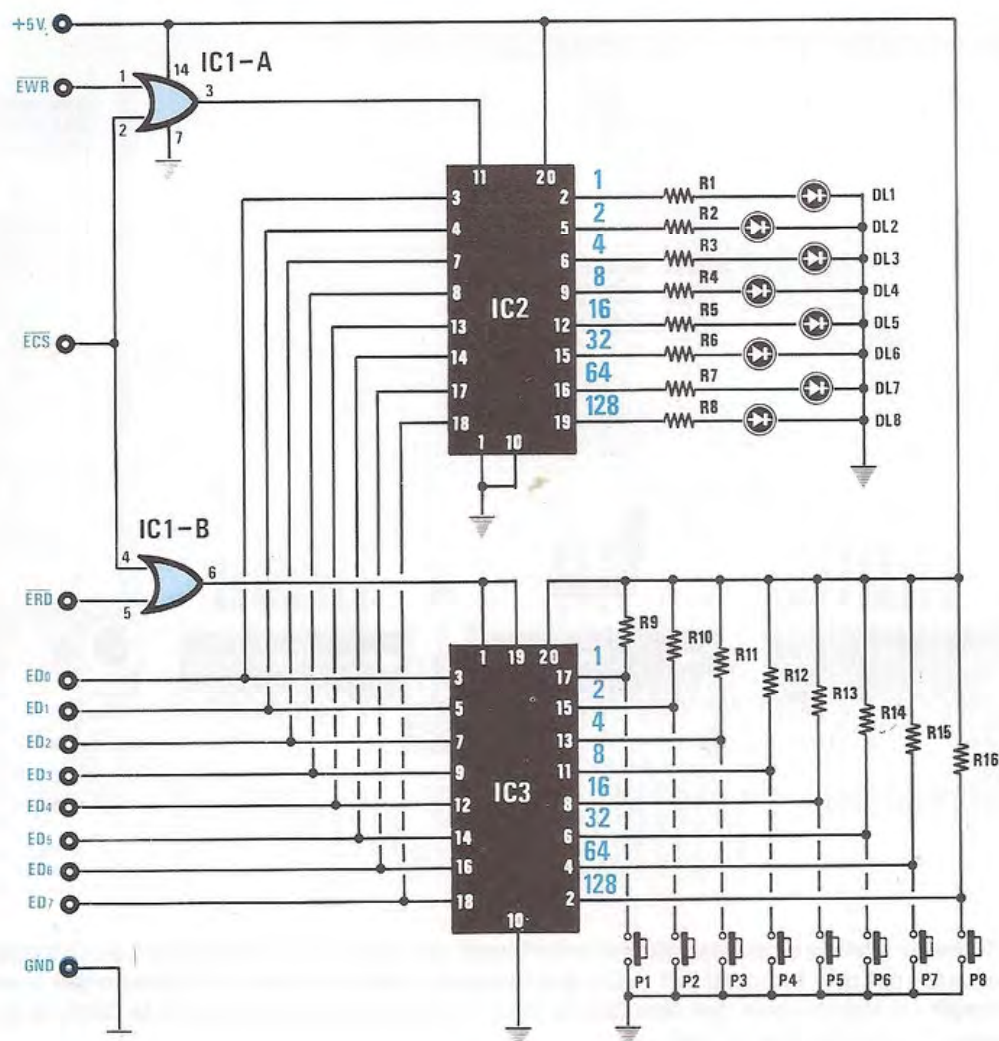 +5V.
IC1-A
14
1
3
EWR
2
7
11 20
3 2 1 R1 DL1
4 5 2 R2 DL2
7 6 4 R3 DL3
8 9 8 R4 DL4
IC2
13 12 16 R5 DL5
ECS
14 15 32 R6 DL6
17 16 64 R7 DL7
18 19 128 R8 DL8
1 10
IC1-B
4
6
ERD
5
R9 R10 R11 R12 R13 R14 R15 R16
1 19 20
ED0 3 17 1
ED1 5 15 2
ED2 7 13 4
ED3 9 11 8
IC3
ED4 12 8 16
ED5 14 6 32
ED6 16 4 64
ED7 18 2 128
10
GND
P1 P2 P3 P4 P5 P6 P7 P8